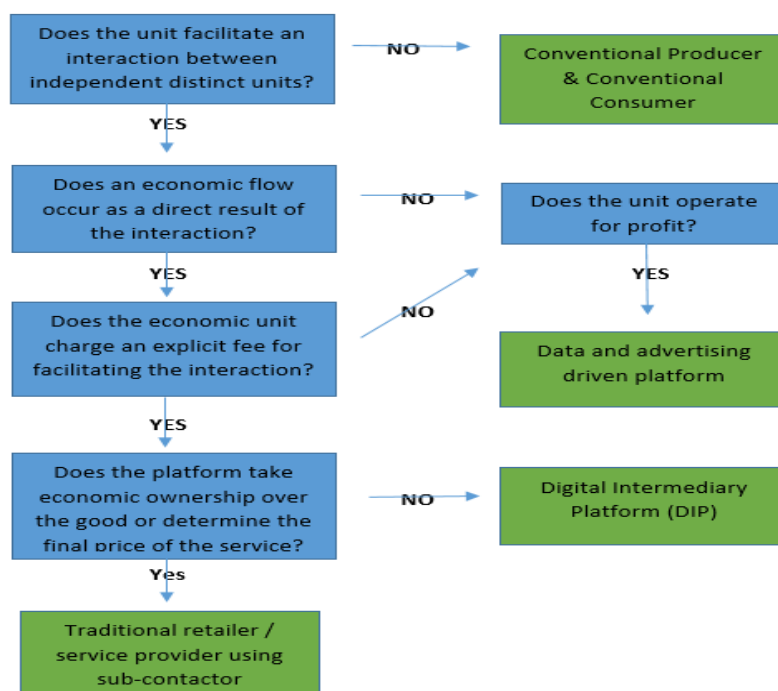 Does the unit facilitate an
interaction between
independent distinct units?
NO
Conventional Producer
& Conventional
Consumer
YES
Does an economic flow
occur as a direct result of
the interaction?
NO
Does the unit operate
for profit?
YES
YES
Does the economic unit
charge an explicit fee for
facilitating the interaction?
NO
Data and advertising
driven platform
YES
Does the platform take
economic ownership over
the good or determine the
final price of the service?
NO
Digital Intermediary
Platform (DIP)
Yes
Traditional retailer /
service provider using
sub-contactor